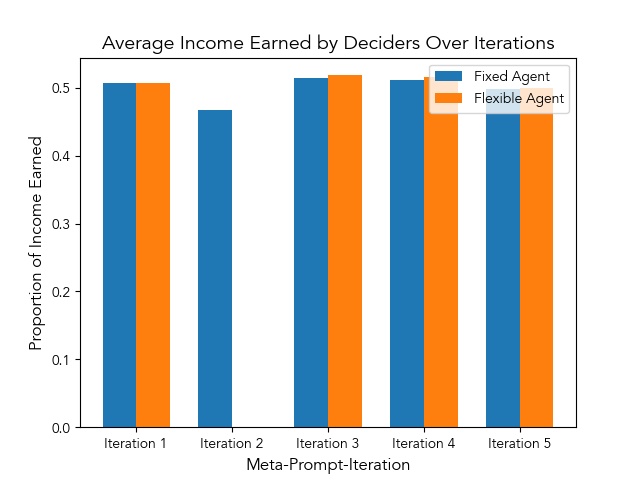 Average Income Earned by Deciders Over Iterations
Fixed Agent
Flexible Agent
Proportion of Income Earned
0.5
0.4
0.3
0.2
0.1
0.0
Iteration 1
Iteration 2
Iteration 3
Iteration 4
Iteration 5
Meta-Prompt-Iteration